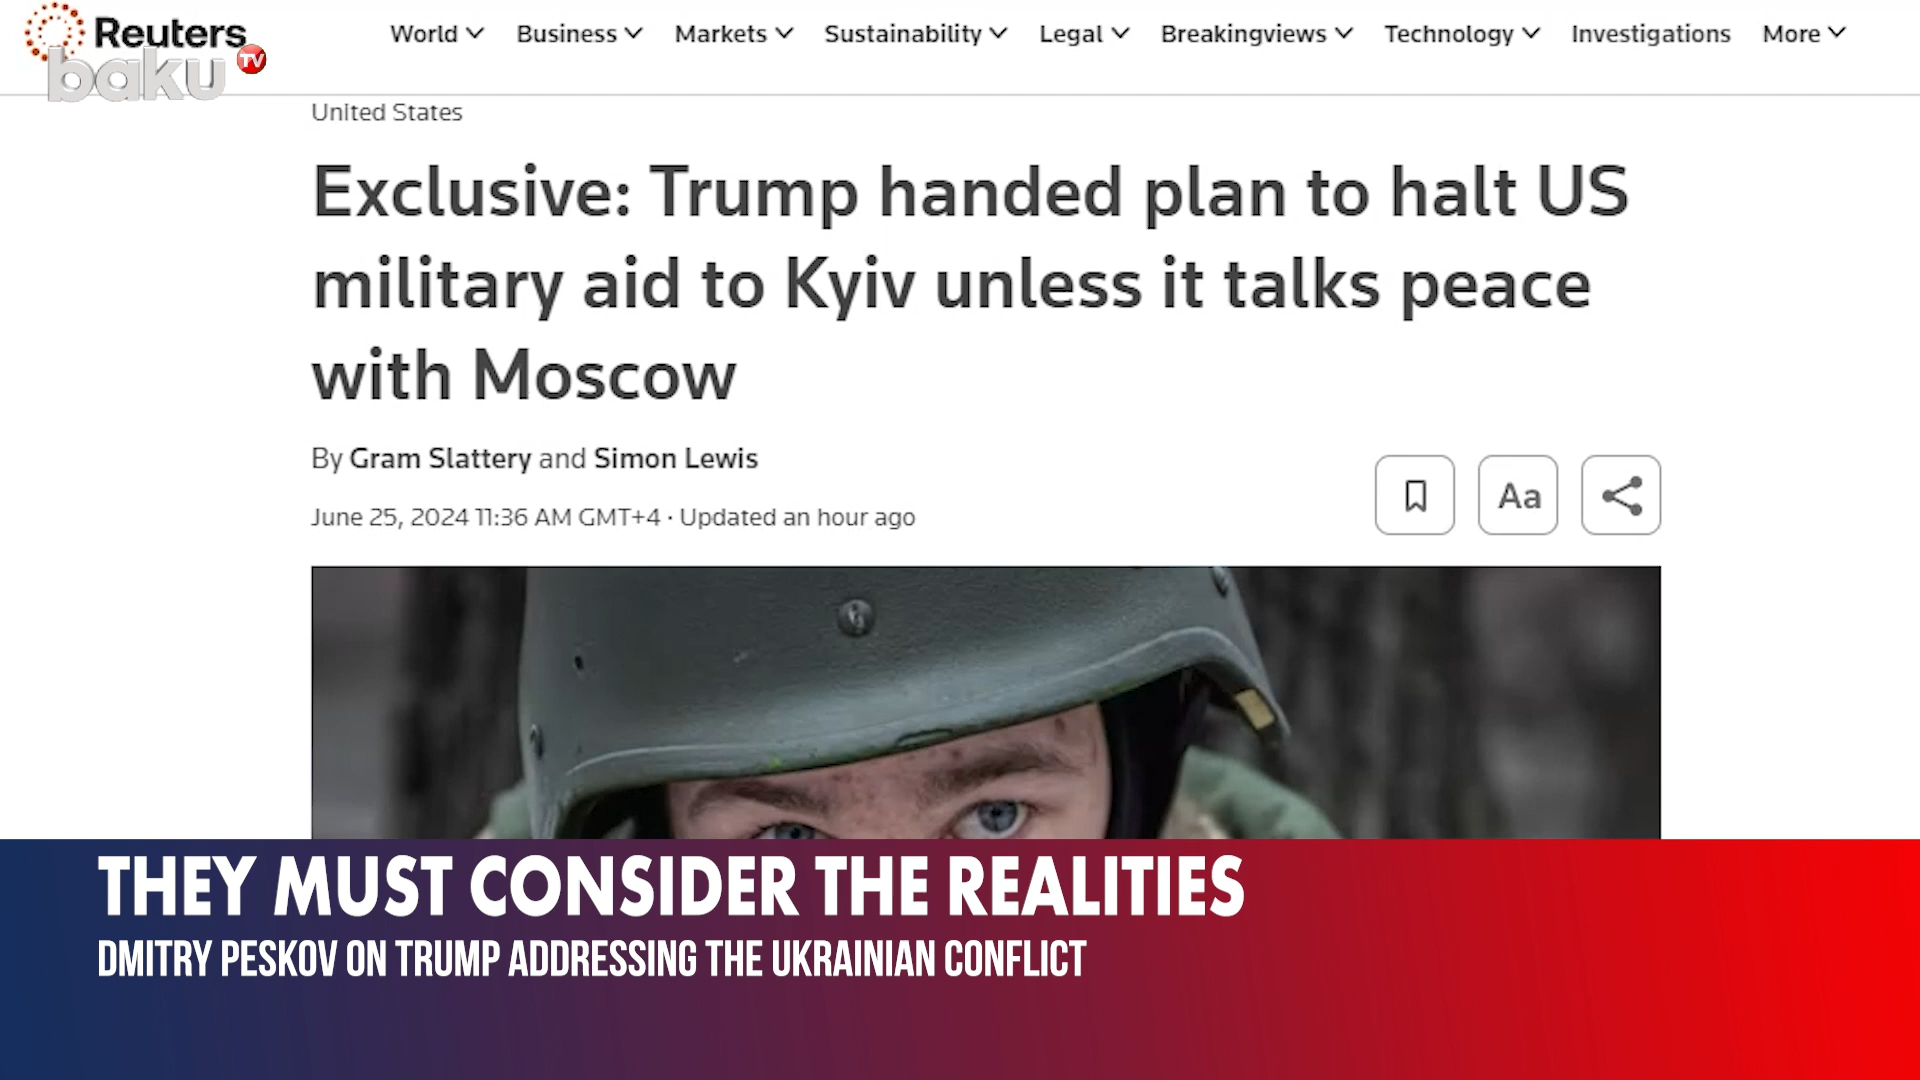 Reuters
baku TV
World Business Markets Sustainability Legal Breakingviews Technology Investigations More
United States
Exclusive: Trump handed plan to halt US
military aid to Kyiv unless it talks peace
with Moscow
By Gram Slattery and Simon Lewis
June 25, 2024 11:36 AM GMT+4 · Updated an hour ago
Aa
THEY MUST CONSIDER THE REALITIES
DMITRY PESKOV ON TRUMP ADDRESSING THE UKRAINIAN CONFLICT